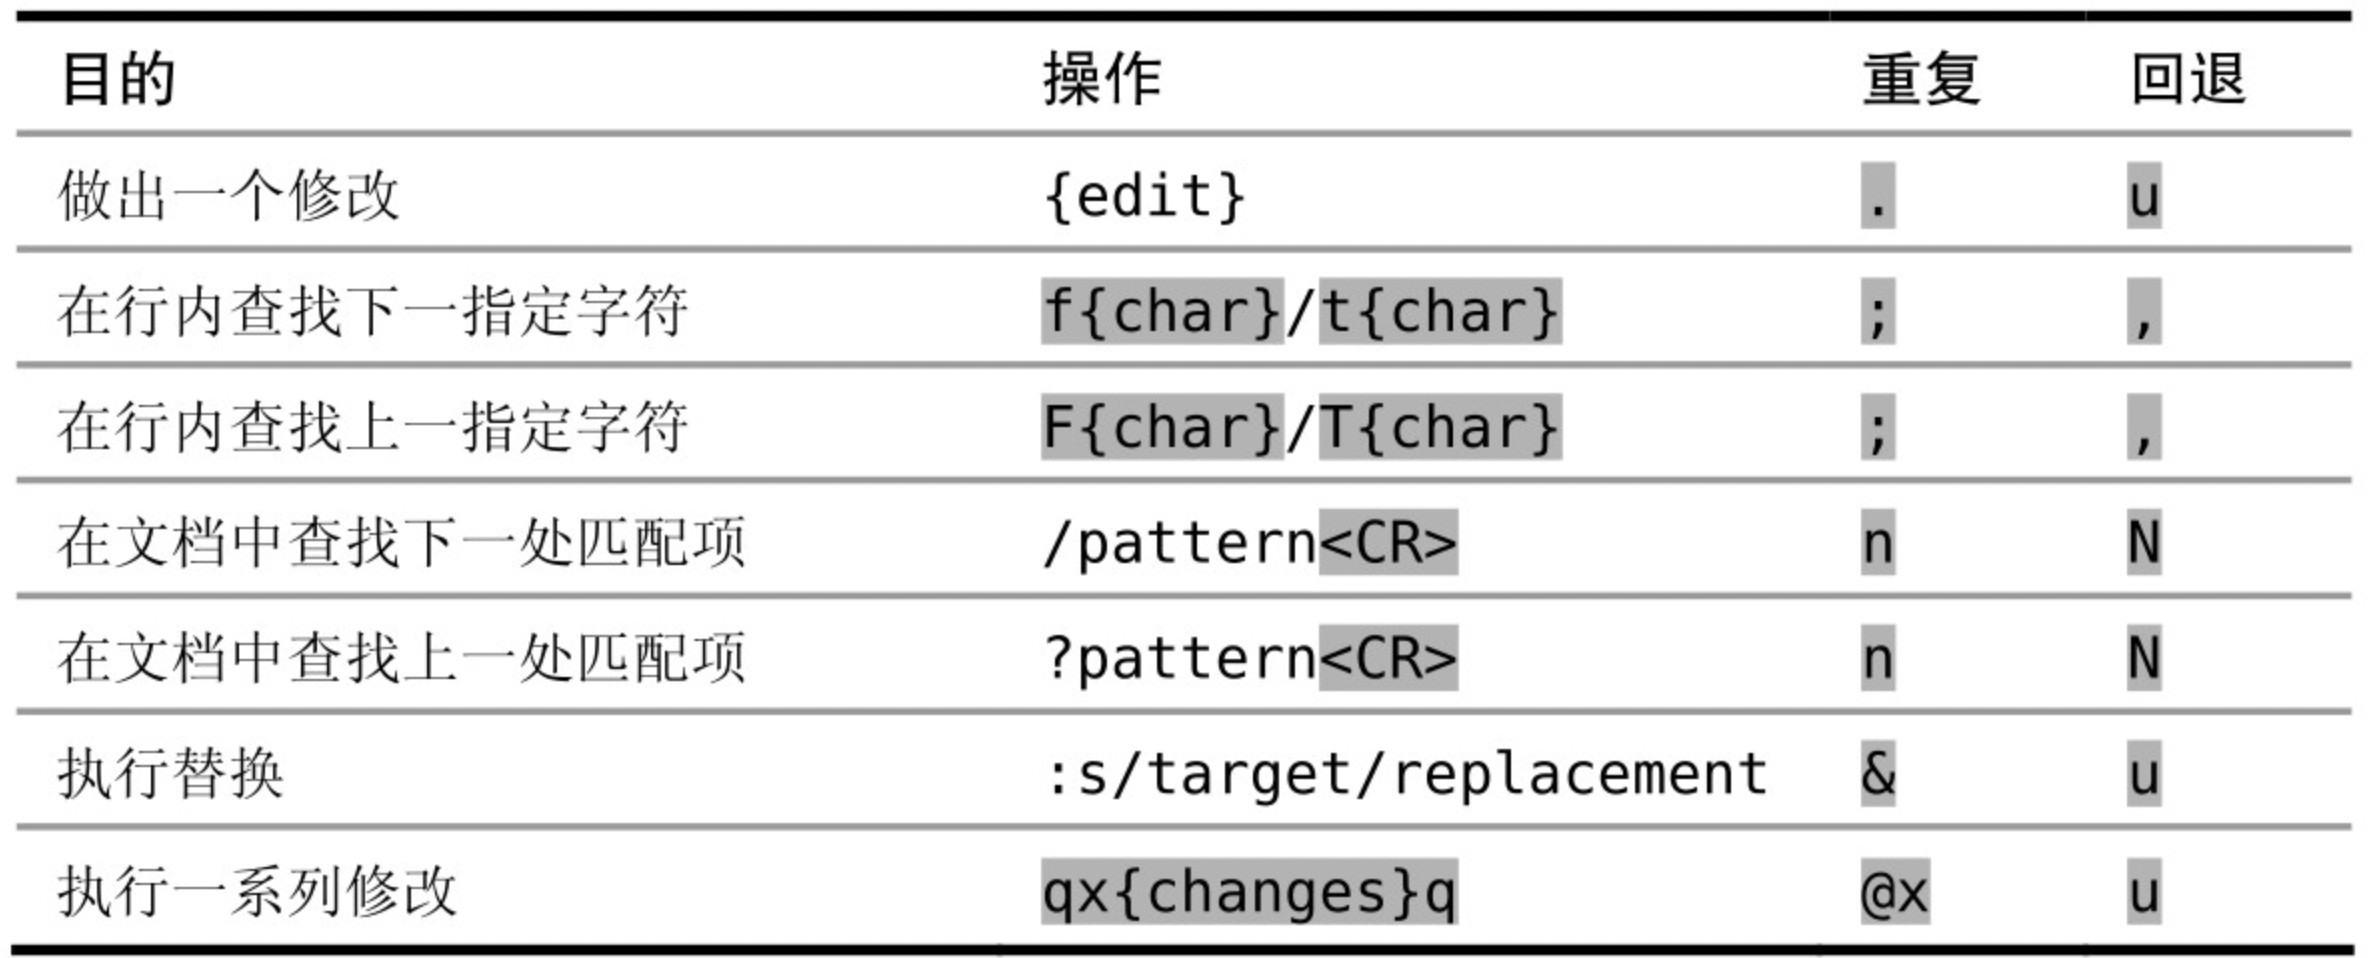 目的 操作 重复 回退
做出一个修改 {edit} . u
在行内查找下一指定字符 f{char}/t{char} ; ,
在行内查找上一指定字符 F{char}/T{char} ; ,
在文档中查找下一处匹配项 /pattern<CR> n N
在文档中查找上一处匹配项 ?pattern<CR> n N
执行替换 :s/target/replacement & u
执行一系列修改 qx{changes}q @x u